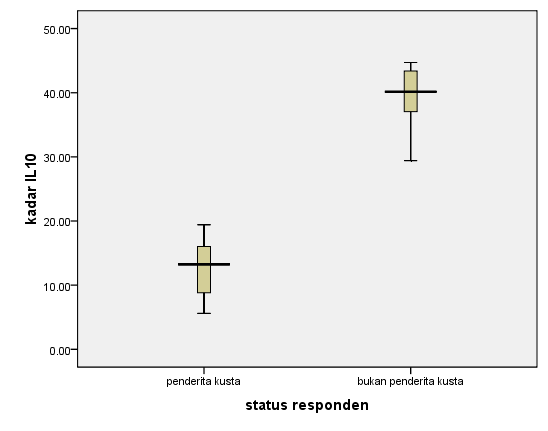 50.00
40.00
30.00
20.00
10.00
0.00
kadar IL10
penderita kusta
bukan penderita kusta
status responden